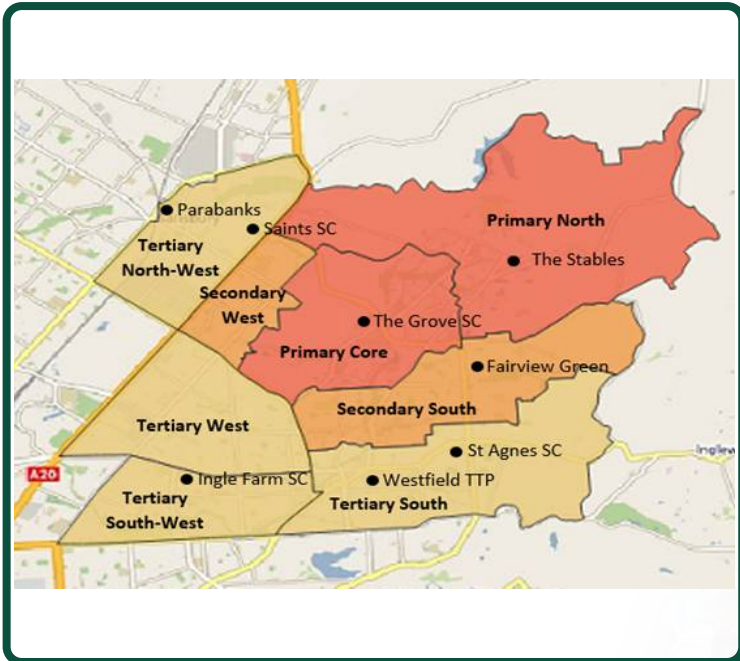 Primary North
Parabanks
Saints SC
Tertiary
North-West
The Stables
Secondary
West
The Grove SC
Primary Core
Fairview Green
Secondary South
Tertiary West
St Agnes SC
Inglew
A20
Ingle Farm SC
Westfield TTP
Tertiary
South-West
Tertiary South